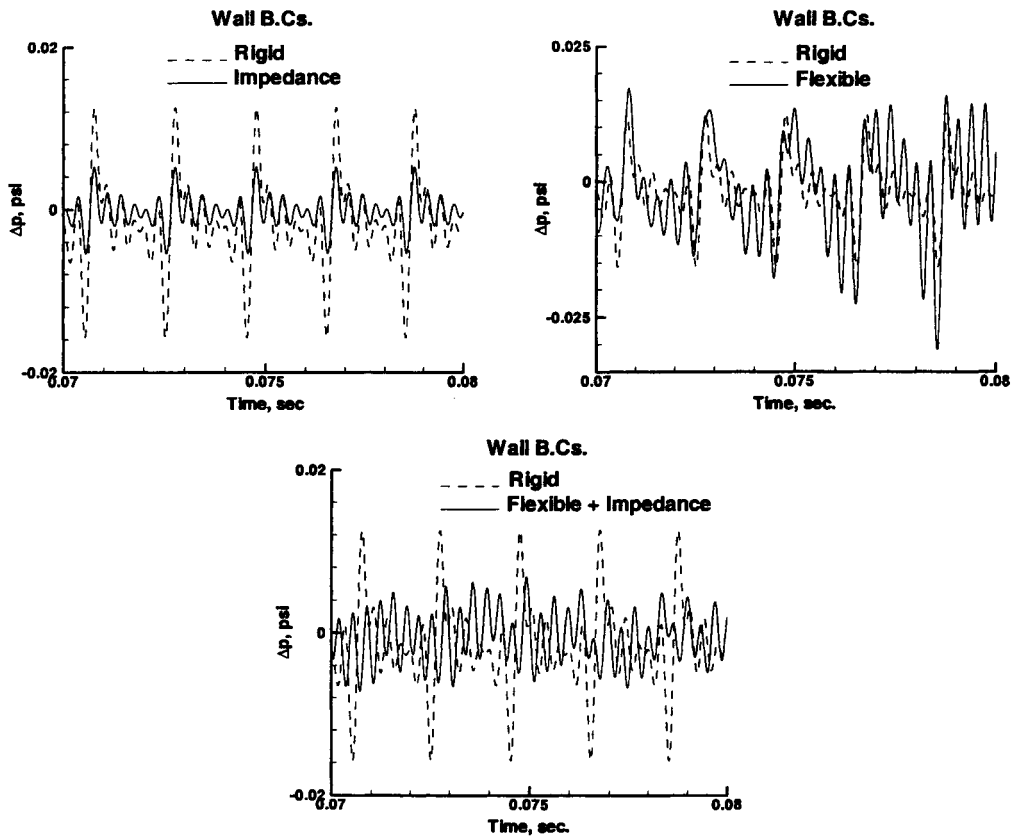 Wall B.Cs.
0.02
Rigid
Impedance
Δp, psi
0
-0.02
0.07
0.075
0.08
Time, sec
Wall B.Cs.
0.025
Rigid
Flexible
Δp, psi
0
-0.025
0.07
0.075
0.08
Time, sec.
Wall B.Cs.
0.02
Rigid
Flexible + Impedance
Δp, psi
0
-0.02
0.07
0.075
0.08
Time, sec.